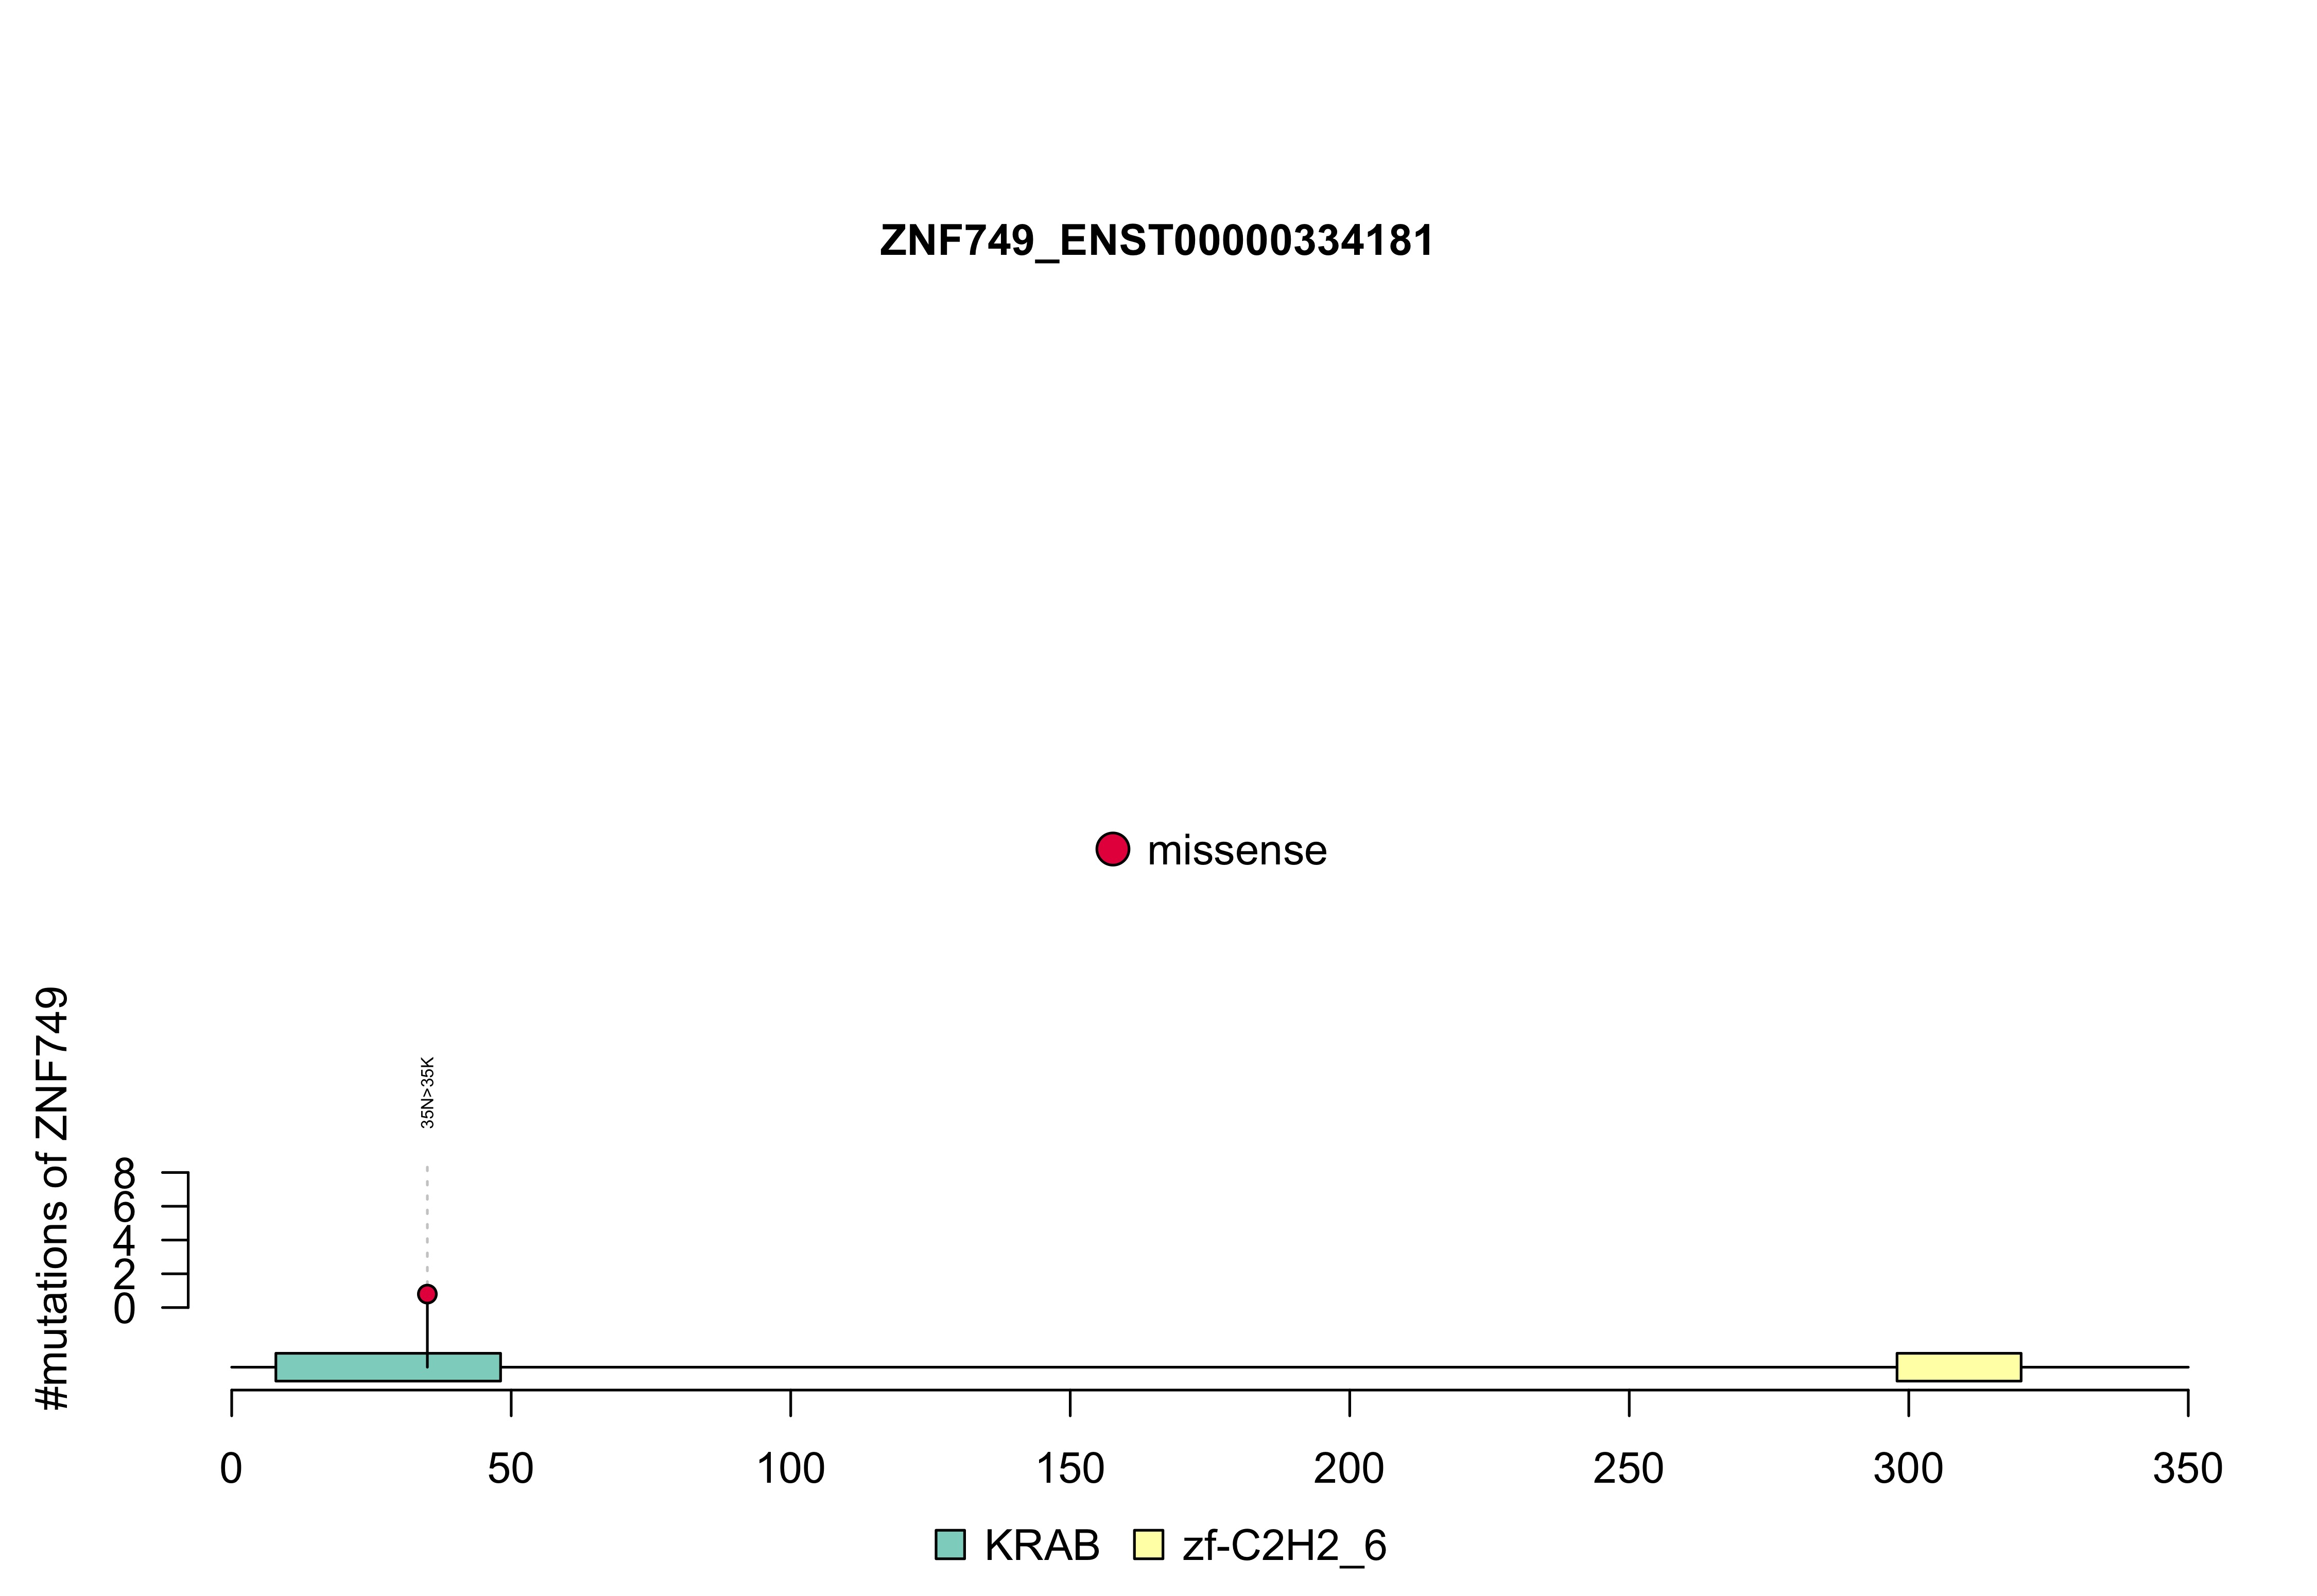 ZNF749_ENST00000334181
missense
#mutations of ZNF749
35N>35K
8
6
4
2
0
0 50 100 150 200 250 300 350
KRAB zf-C2H2_6